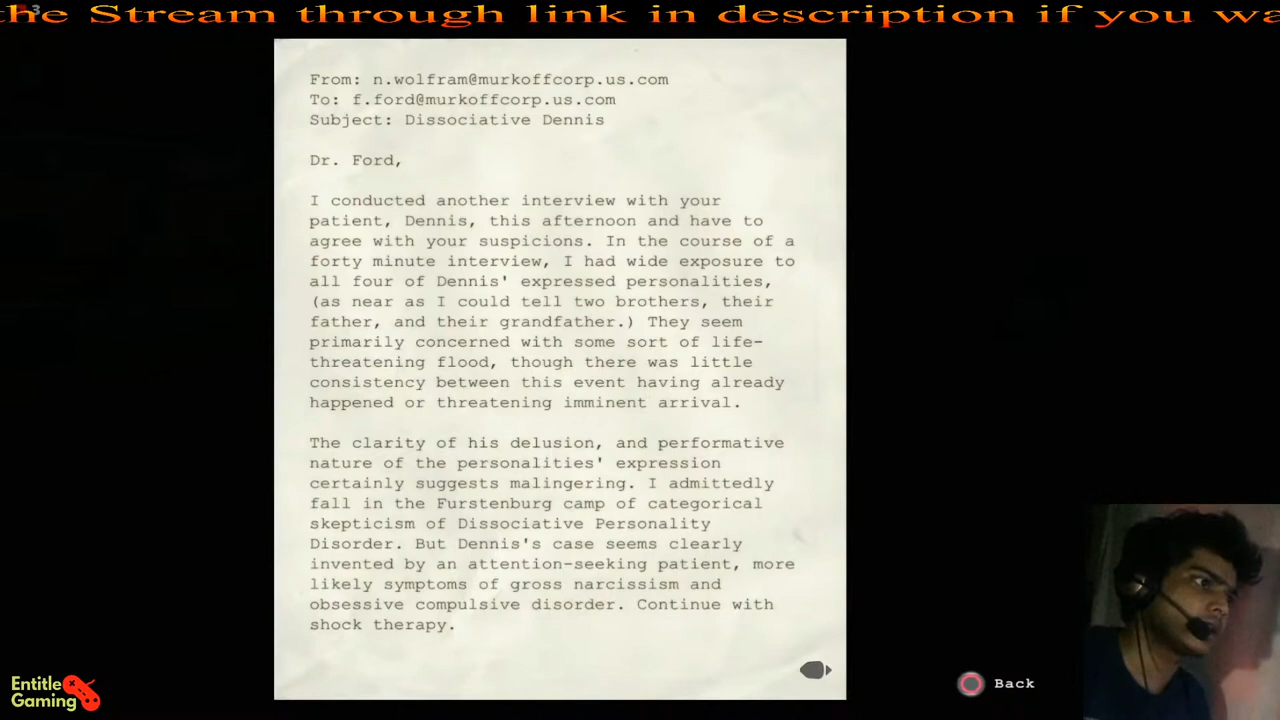 he Stream through link in description if you wa
3
From: n.wolfram@murkoffcorp.us.com
To: f.ford@murkoffcorp.us.com
Subject: Dissociative Dennis
Dr. Ford,
I conducted another interview with your
patient, Dennis, this afternoon and have to
agree with your suspicions. In the course of a
forty minute interview, I had wide exposure to
all four of Dennis' expressed personalities,
(as near as I could tell two brothers, their
father, and their grandfather.) They seem
primarily concerned with some sort of life-
threatening flood, though there was little
consistency between this event having already
happened or threatening imminent arrival.
The clarity of his delusion, and performative
nature of the personalities' expression
certainly suggests malingering. I admittedly
fall in the Furstenburg camp of categorical
skepticism of Dissociative Personality
Disorder. But Dennis's case seems clearly
invented by an attention-seeking patient, more
likely symptoms of gross narcissism and
obsessive compulsive disorder. Continue with
shock therapy.
Back
Entitle
Gaming